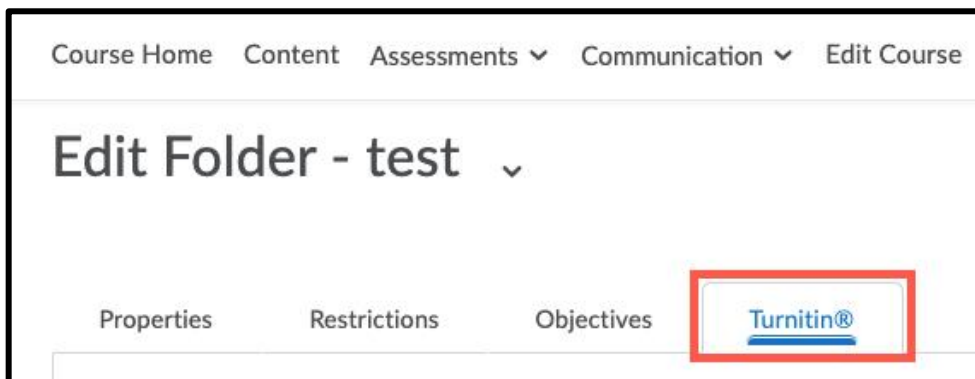 Course Home Content Assessments Communication Edit Course
Edit Folder - test
Properties Restrictions Objectives Turnitin®